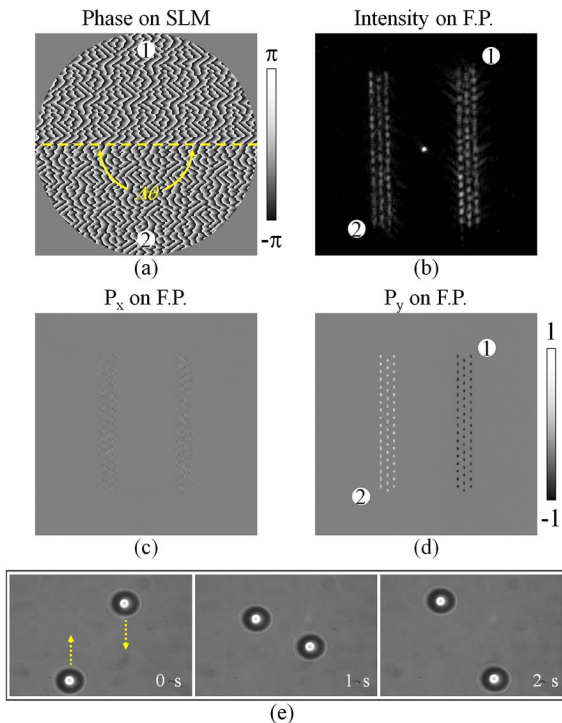 Phase on SLM
Intensity on F.P.
1
π
Δθ
2
-π
1
2
(a)
(b)
Px on F.P.
Py on F.P.
1
1
2
-1
(c)
(d)
0 s
1 s
2 s
(e)